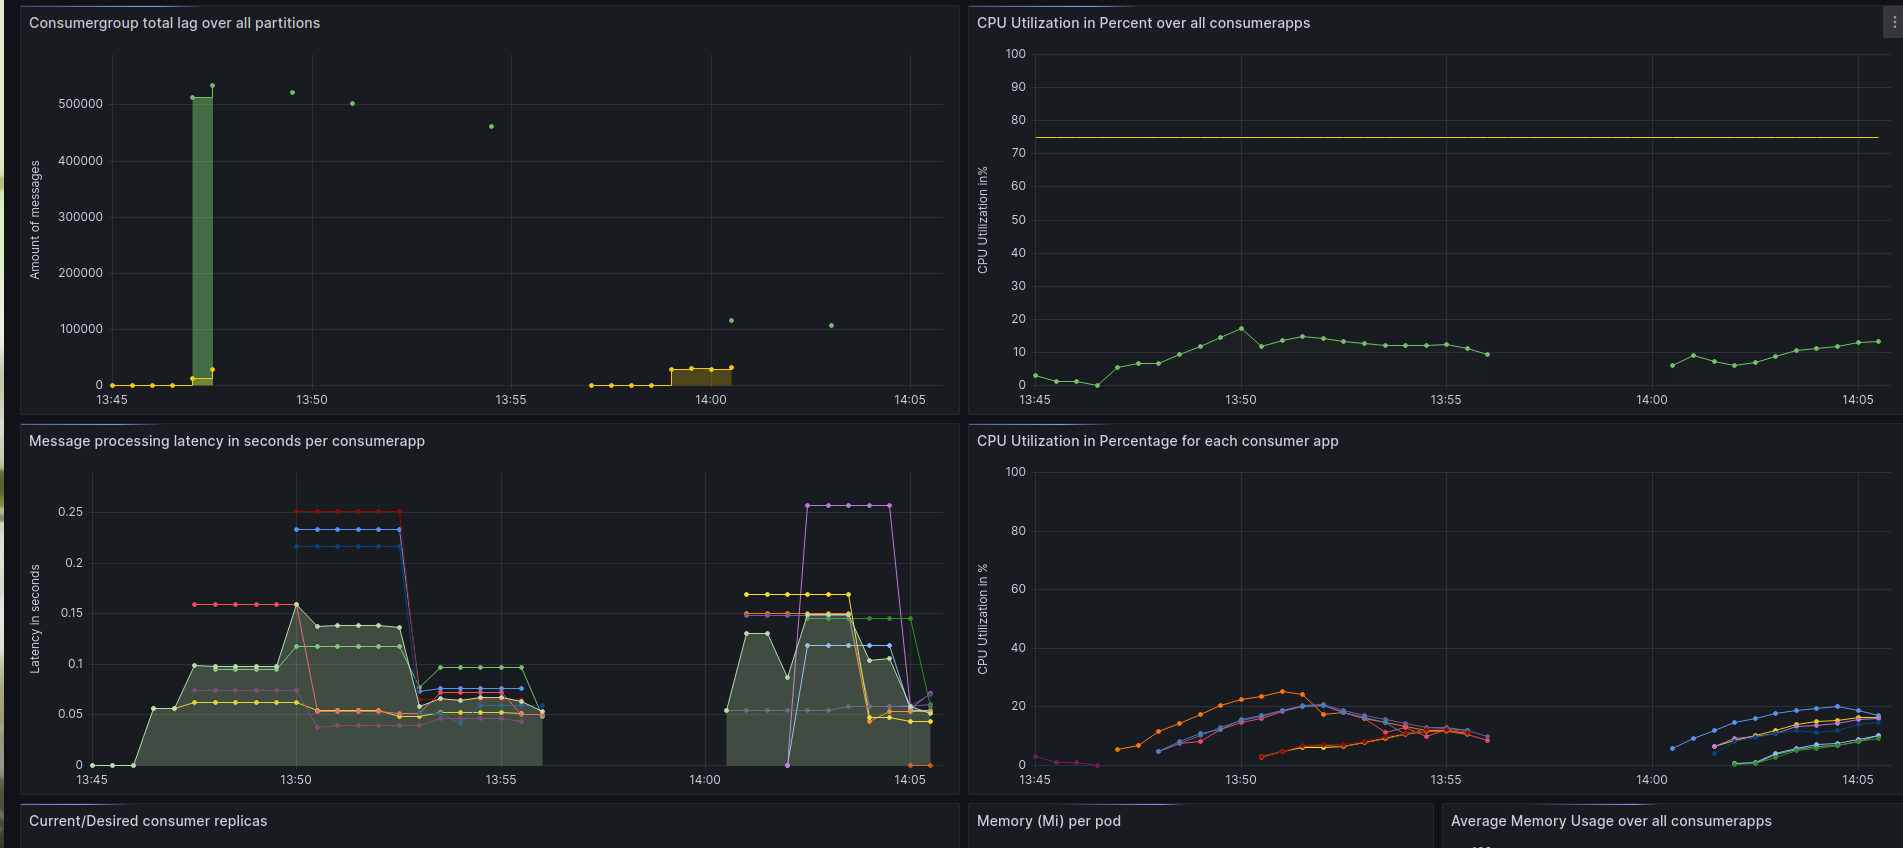 Consumergroup total lag over all partitions
Amount of messages
500000
400000
300000
200000
100000
0
13:45 13:50 13:55 14:00 14:05
CPU Utilization in Percent over all consumerapps
CPU Utilization in%
100
90
80
70
60
50
40
30
20
10
0
13:45 13:50 13:55 14:00 14:05
Message processing latency in seconds per consumerapp
Latency in seconds
0.25
0.2
0.15
0.1
0.05
0
13:45 13:50 13:55 14:00 14:05
CPU Utilization in Percentage for each consumer app
CPU Utilization in %
100
80
60
40
20
0
13:45 13:50 13:55 14:00 14:05
Current/Desired consumer replicas
Memory (Mi) per pod
Average Memory Usage over all consumerapps